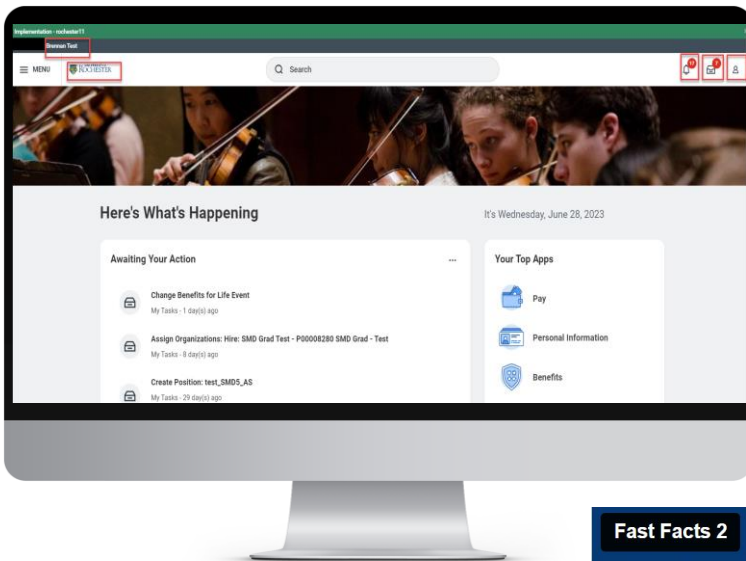 Implementation - rochester11
Brennan Test
MENU
ROCHESTER
Search
17
Here's What's Happening
It's Wednesday, June 28, 2023
Awaiting Your Action
...
Your Top Apps
Change Benefits for Life Event
My Tasks - 1 day(s) ago
Pay
Assign Organizations: Hire: SMD Grad Test - P00008280 SMD Grad - Test
My Tasks - 8 day(s) ago
Personal Information
Create Position: test_SMD5_AS
My Tasks - 29 day(s) ago
Benefits
Fast Facts 2